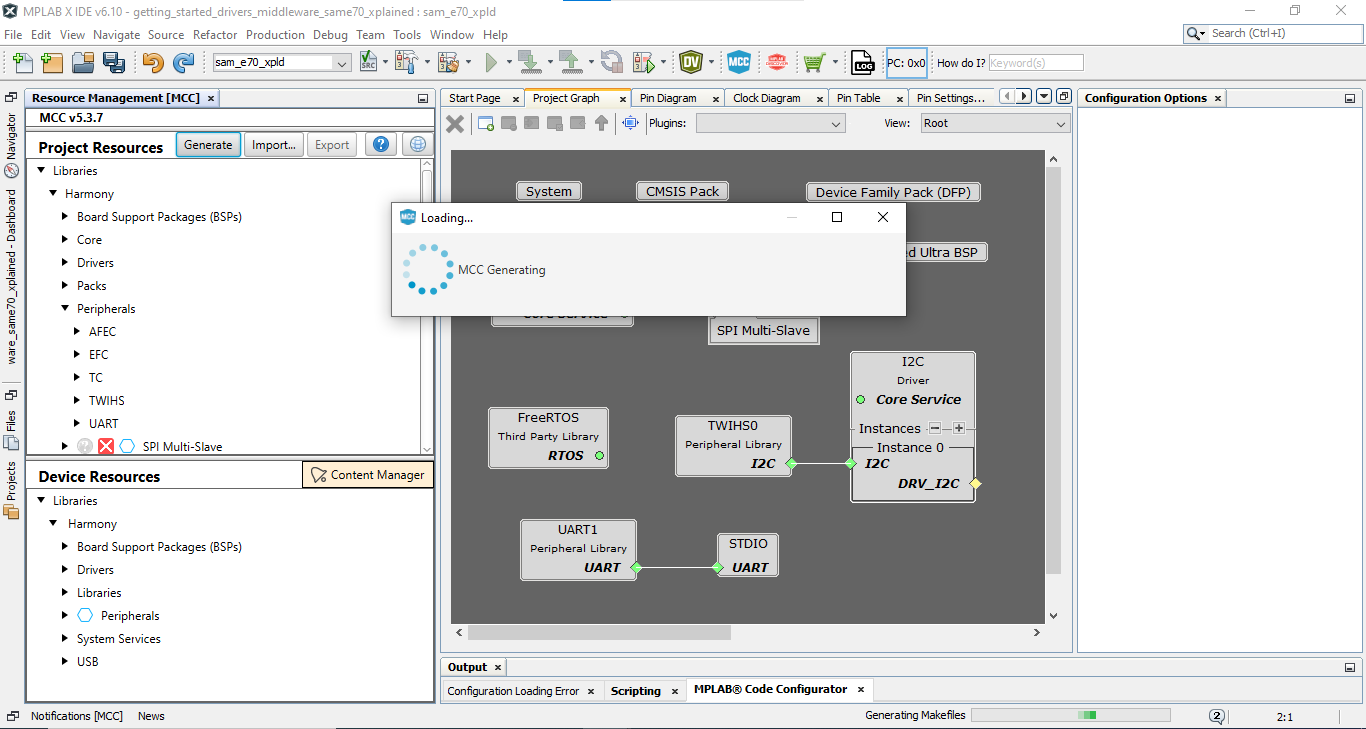 MPLAB X IDE v6.10 - getting_started_drivers_middleware_same70_xplained : sam_e70_xpld
File Edit View Navigate Source Refactor Production Debug Team Tools Window Help
Search (Ctrl+I)
sam_e70_xpld
SRC
DV
MCC
LOG
PC: 0x0
How do I?
Keyword(s)
Navigator
ware_same70_xplained - Dashboard
Files
Projects
Resource Management [MCC] ×
MCC v5.3.7
Project Resources
Generate
Import...
Export
?
Libraries
Harmony
Board Support Packages (BSPs)
Core
Drivers
Packs
Peripherals
AFEC
EFC
TC
TWIHS
UART
SPI Multi-Slave
Device Resources
Content Manager
Libraries
Harmony
Board Support Packages (BSPs)
Drivers
Libraries
Peripherals
System Services
USB
Start Page ×
Project Graph ×
Pin Diagram ×
Clock Diagram ×
Pin Table ×
Pin Settings...
Plugins:
View:
Root
System
CMSIS Pack
Device Family Pack (DFP)
MCC
Loading...
MCC Generating
ed Ultra BSP
Core Service
SPI Multi-Slave
I2C
Driver
Core Service
Instances
Instance 0
I2C
DRV_I2C
FreeRTOS
Third Party Library
RTOS
TWIHS0
Peripheral Library
I2C
UART1
Peripheral Library
UART
STDIO
UART
Configuration Options ×
Output ×
Configuration Loading Error ×
Scripting ×
MPLAB® Code Configurator ×
Notifications [MCC]
News
Generating Makefiles
2
2:1